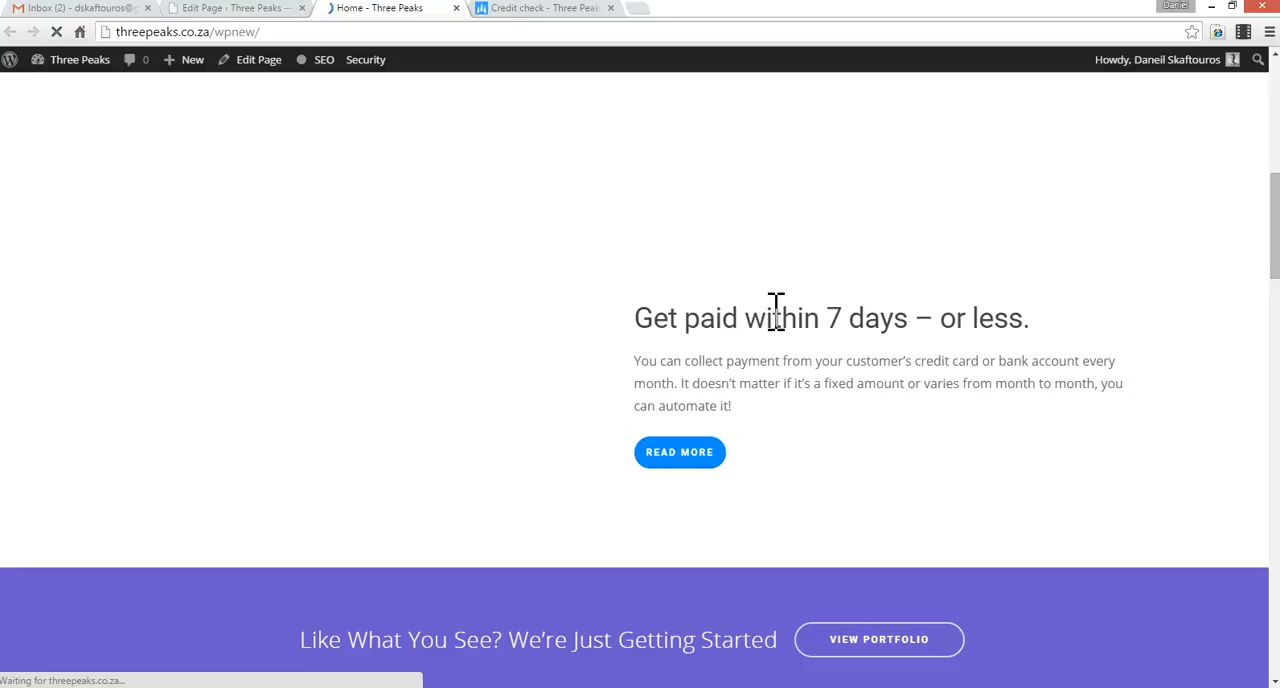 Inbox (2) - dskaftouros@g
Edit Page ‹ Three Peaks —
Home - Three Peaks
Credit check - Three Peak
Daniel
threepeaks.co.za/wpnew/
Three Peaks
0
New
Edit Page
SEO
Security
Howdy, Daneil Skaftouros
Get paid within 7 days – or less.
You can collect payment from your customer’s credit card or bank account every
month. It doesn’t matter if it’s a fixed amount or varies from month to month, you
can automate it!
READ MORE
Like What You See? We’re Just Getting Started
VIEW PORTFOLIO
Waiting for threepeaks.co.za...